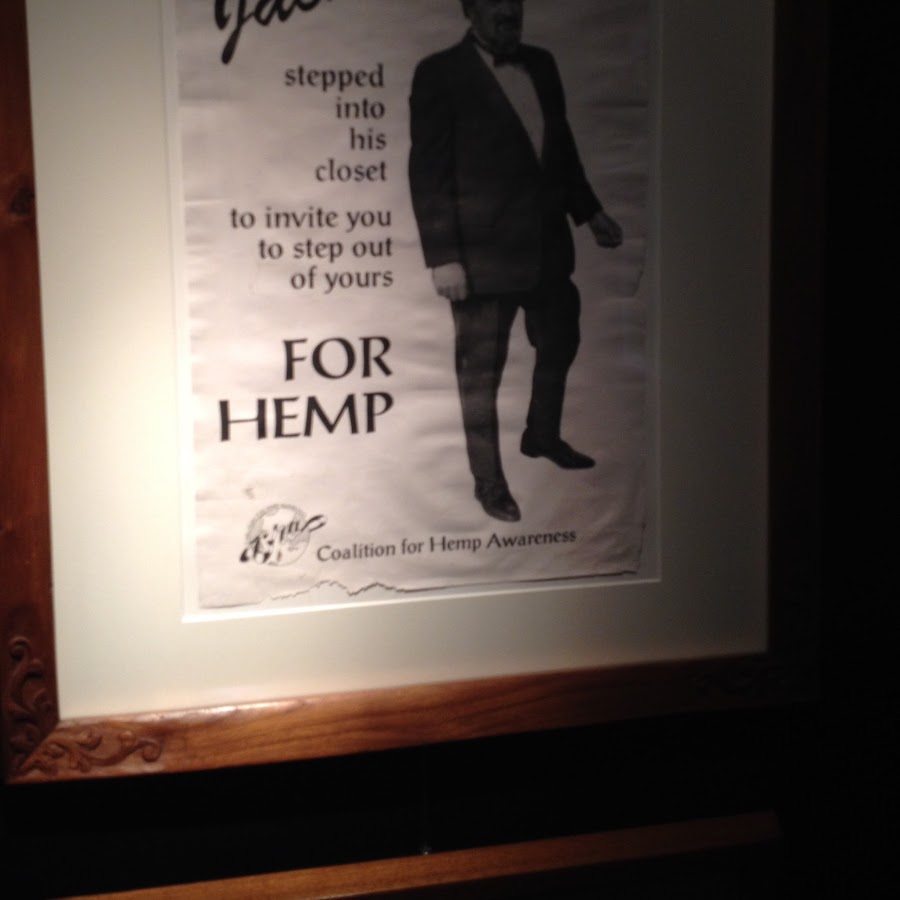 stepped
into
his
closet
to invite you
to step out
of yours
FOR
HEMP
Coalition for Hemp Awareness